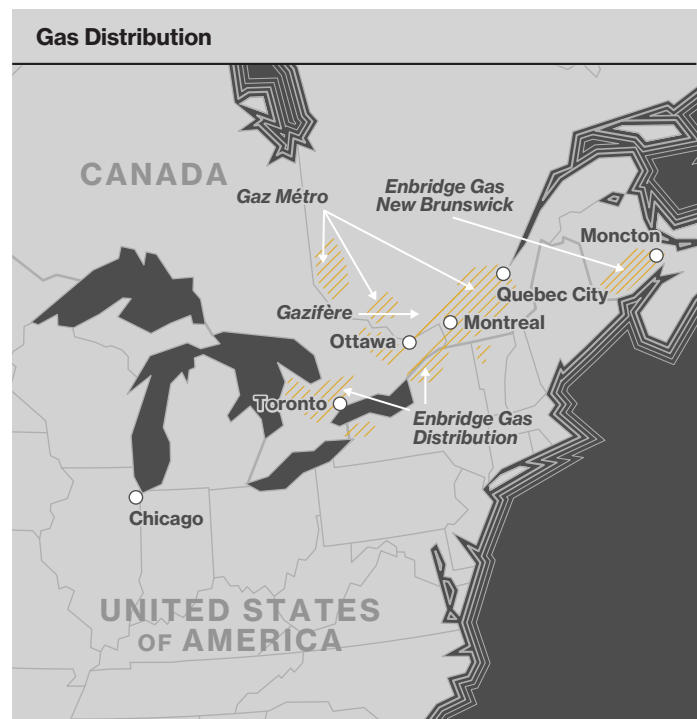 Gas Distribution
CANADA
Gaz Métro
Enbridge Gas
New Brunswick
Moncton
Quebec City
Gazifère
Montreal
Ottawa
Toronto
Enbridge Gas
Distribution
Chicago
UNITED STATES
OF AMERICA